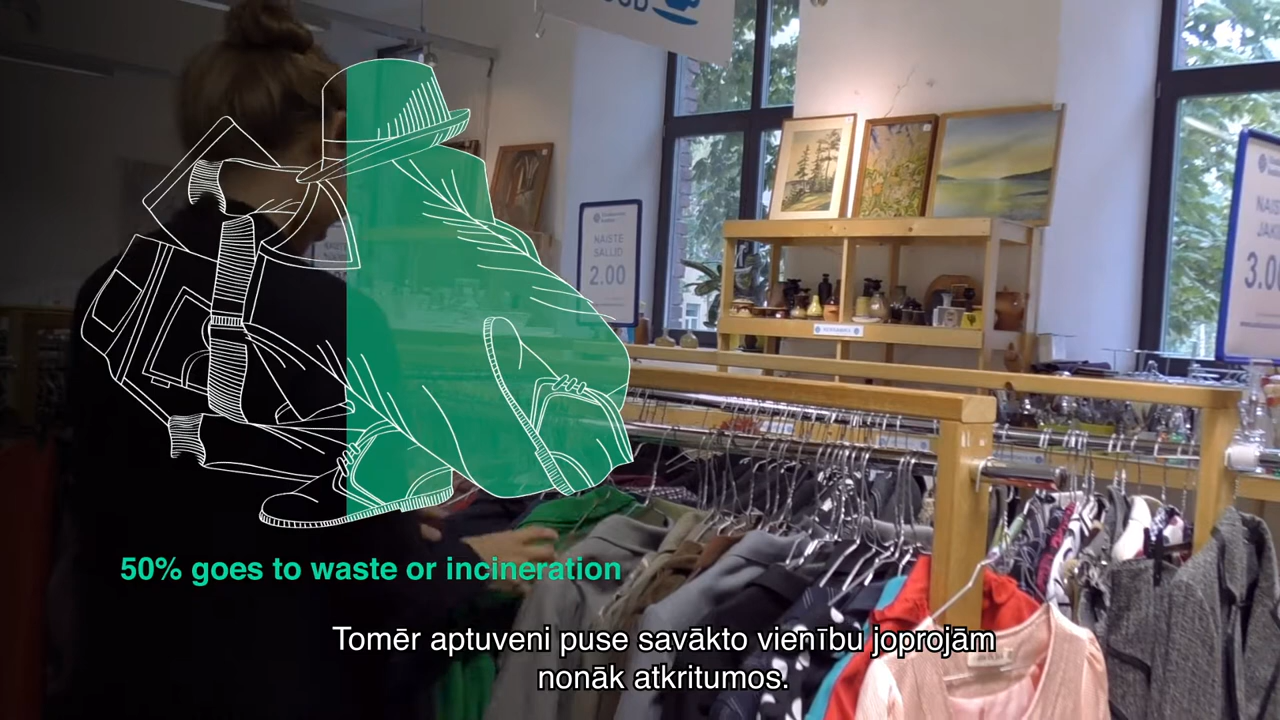 NAISTE
SALLID
2.00
NAISTE
3.0
50% goes to waste or incineration
Tomēr aptuveni puse savākto vienību joprojām
nonāk atkritumos.